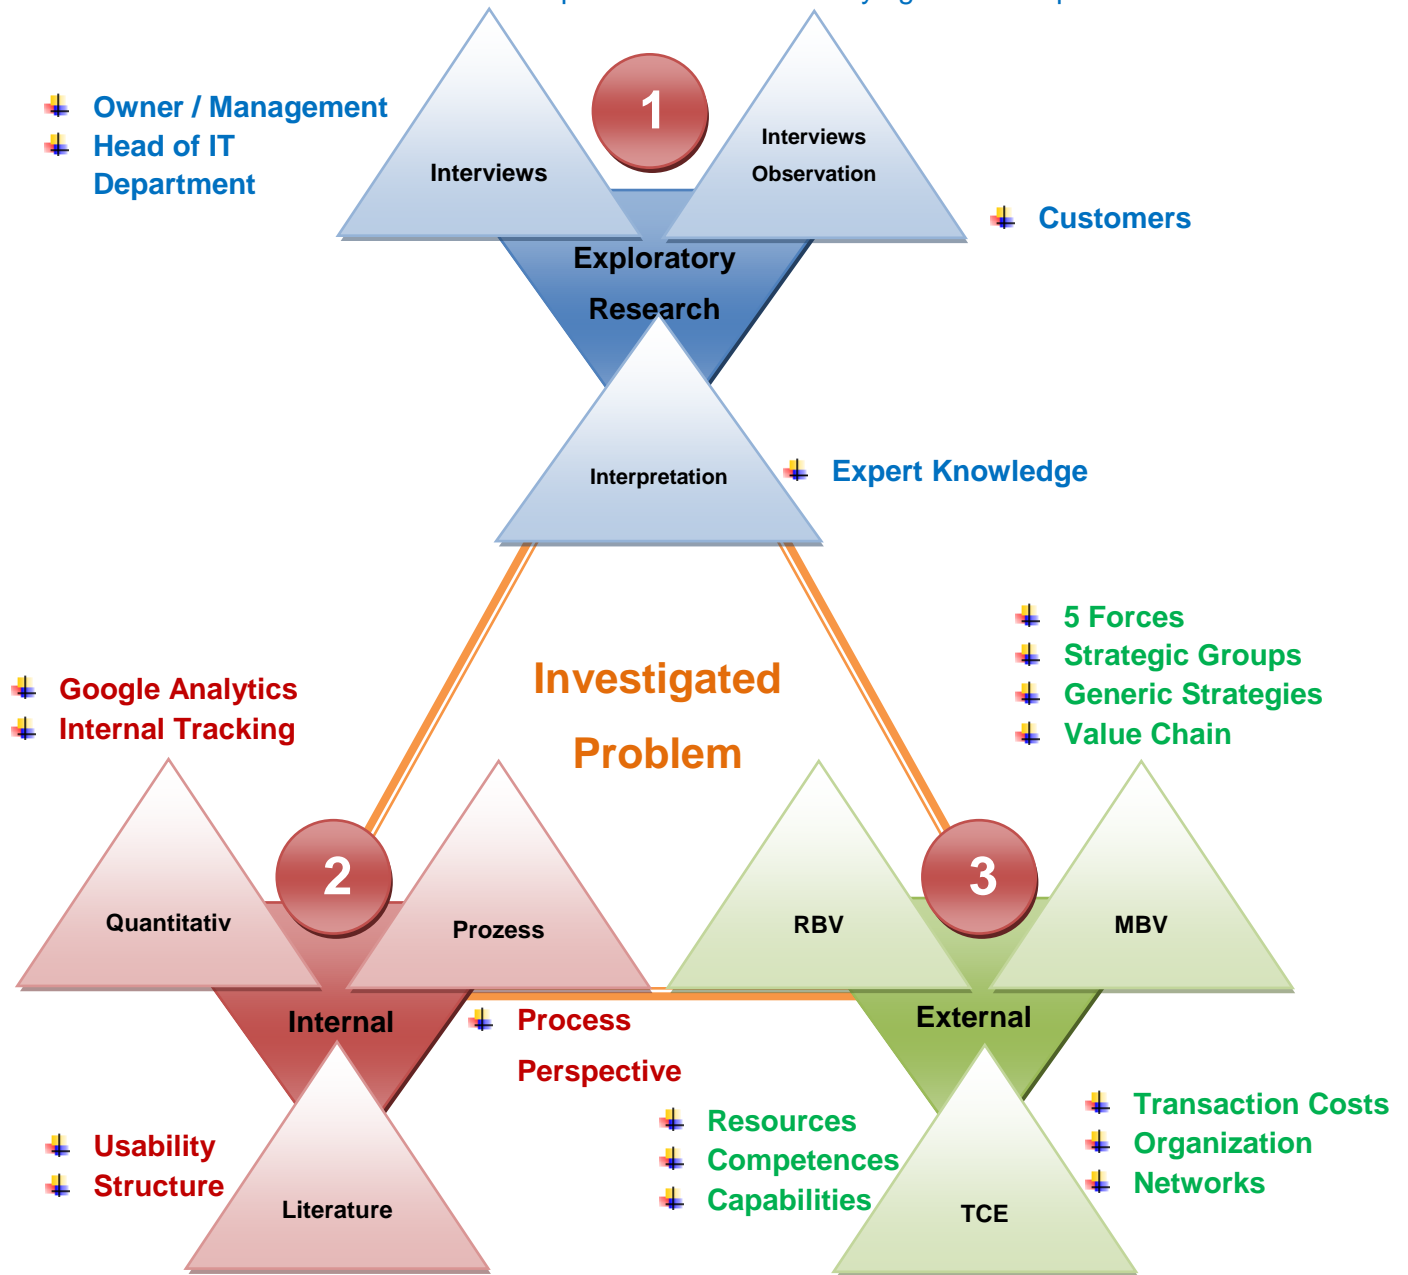 1
Owner / Management
Head of IT
Department
Interviews
Interviews
Observation
Customers
Exploratory
Research
Interpretation
Expert Knowledge
5 Forces
Strategic Groups
Generic Strategies
Value Chain
Investigated
Problem
Google Analytics
Internal Tracking
2
3
Quantitativ
Prozess
RBV
MBV
Internal
External
Process
Perspective
Usability
Structure
Resources
Competences
Capabilities
Transaction Costs
Organization
Networks
Literature
TCE